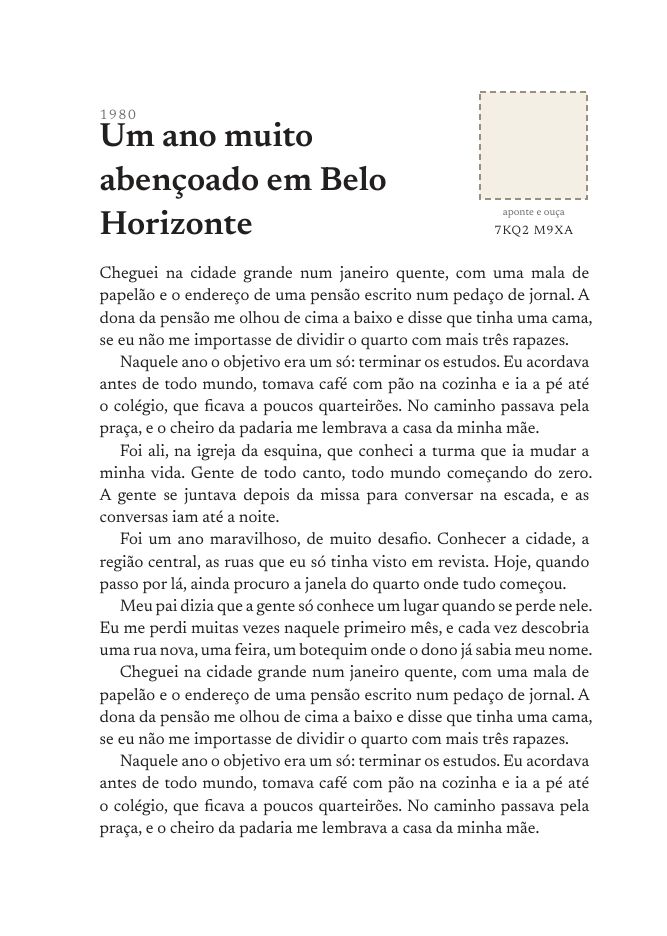 1980
Um ano muito
abençoado em Belo
Horizonte
aponte e ouça
7KQ2 M9XA
Cheguei na cidade grande num janeiro quente, com uma mala de
papelão e o endereço de uma pensão escrito num pedaço de jornal. A
dona da pensão me olhou de cima a baixo e disse que tinha uma cama,
se eu não me importasse de dividir o quarto com mais três rapazes.
Naquele ano o objetivo era um só: terminar os estudos. Eu acordava
antes de todo mundo, tomava café com pão na cozinha e ia a pé até
o colégio, que ficava a poucos quarteirões. No caminho passava pela
praça, e o cheiro da padaria me lembrava a casa da minha mãe.
Foi ali, na igreja da esquina, que conheci a turma que ia mudar a
minha vida. Gente de todo canto, todo mundo começando do zero.
A gente se juntava depois da missa para conversar na escada, e as
conversas iam até a noite.
Foi um ano maravilhoso, de muito desafio. Conhecer a cidade, a
região central, as ruas que eu só tinha visto em revista. Hoje, quando
passo por lá, ainda procuro a janela do quarto onde tudo começou.
Meu pai dizia que a gente só conhece um lugar quando se perde nele.
Eu me perdi muitas vezes naquele primeiro mês, e cada vez descobria
uma rua nova, uma feira, um botequim onde o dono já sabia meu nome.
Cheguei na cidade grande num janeiro quente, com uma mala de
papelão e o endereço de uma pensão escrito num pedaço de jornal. A
dona da pensão me olhou de cima a baixo e disse que tinha uma cama,
se eu não me importasse de dividir o quarto com mais três rapazes.
Naquele ano o objetivo era um só: terminar os estudos. Eu acordava
antes de todo mundo, tomava café com pão na cozinha e ia a pé até
o colégio, que ficava a poucos quarteirões. No caminho passava pela
praça, e o cheiro da padaria me lembrava a casa da minha mãe.